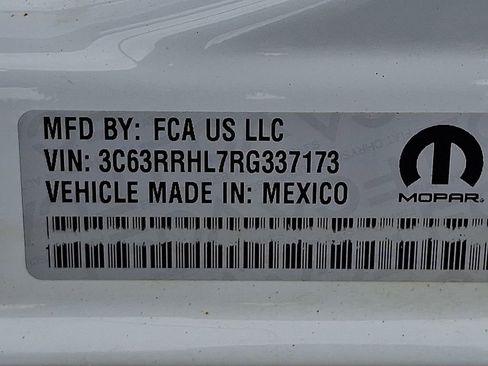 MFD BY: FCA US LLC
VIN: 3C63RRHL7RG337173
VEHICLE MADE IN: MEXICO
MOPAR